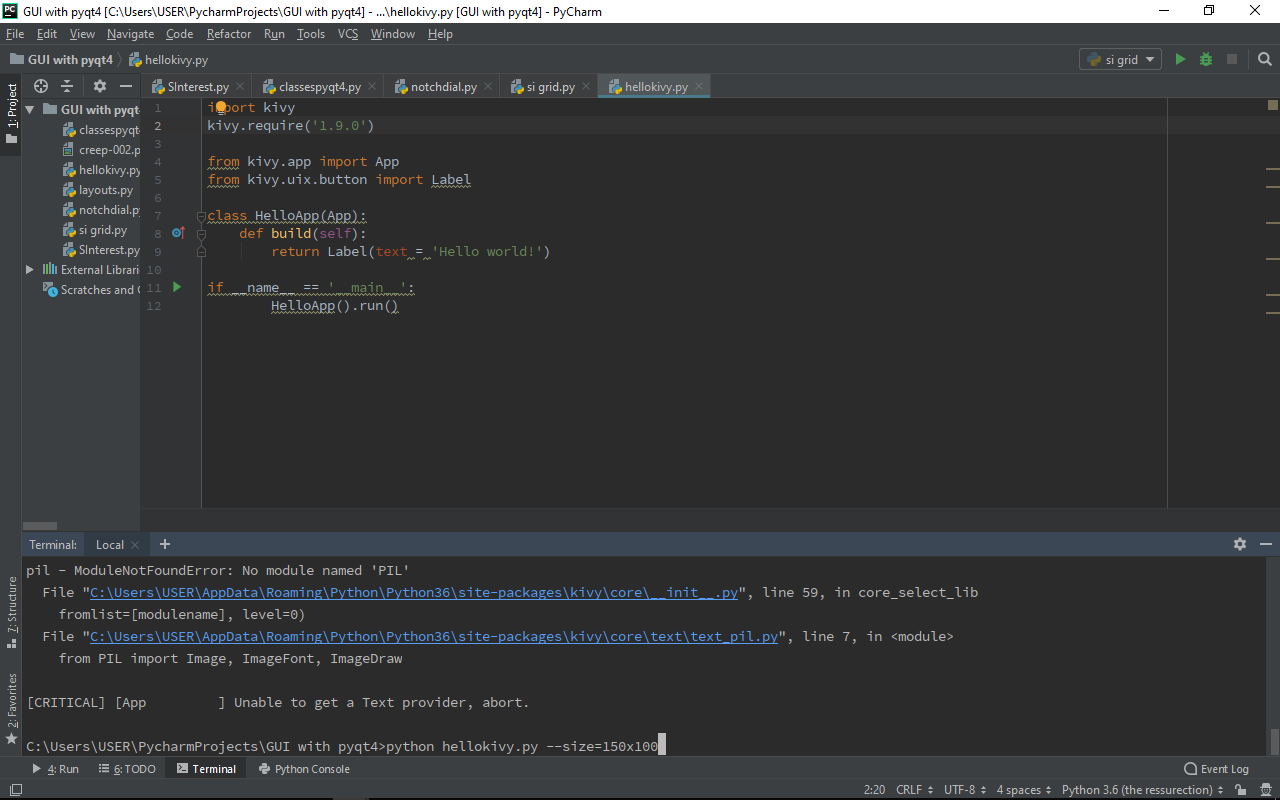 GUI with pyqt4 [C:\Users\USER\PycharmProjects\GUI with pyqt4] - ...\hellokivy.py [GUI with pyqt4] - PyCharm
File Edit View Navigate Code Refactor Run Tools VCS Window Help
GUI with pyqt4 hellokivy.py si grid
SInterest.py classespyqt4.py notchdial.py si grid.py hellokivy.py
1: Project
GUI with pyqt
classespyqt
creep-002.p
hellokivy.py
layouts.py
notchdial.py
si grid.py
SInterest.py
External Librari
Scratches and C
1 import kivy
2 kivy.require('1.9.0')
3
4 from kivy.app import App
5 from kivy.uix.button import Label
6
7 class HelloApp(App):
8 def build(self):
9 return Label(text = 'Hello world!')
10
11 if __name__ == '__main__':
12 HelloApp().run()
Terminal: Local +
pil - ModuleNotFoundError: No module named 'PIL'
File "C:\Users\USER\AppData\Roaming\Python\Python36\site-packages\kivy\core\__init__.py", line 59, in core_select_lib
fromlist=[modulename], level=0)
File "C:\Users\USER\AppData\Roaming\Python\Python36\site-packages\kivy\core\text\text_pil.py", line 7, in <module>
from PIL import Image, ImageFont, ImageDraw
[CRITICAL] [App ] Unable to get a Text provider, abort.
C:\Users\USER\PycharmProjects\GUI with pyqt4>python hellokivy.py --size=150x100
7: Structure
2: Favorites
4: Run 6: TODO Terminal Python Console Event Log
2:20 CRLF UTF-8 4 spaces Python 3.6 (the ressurection)